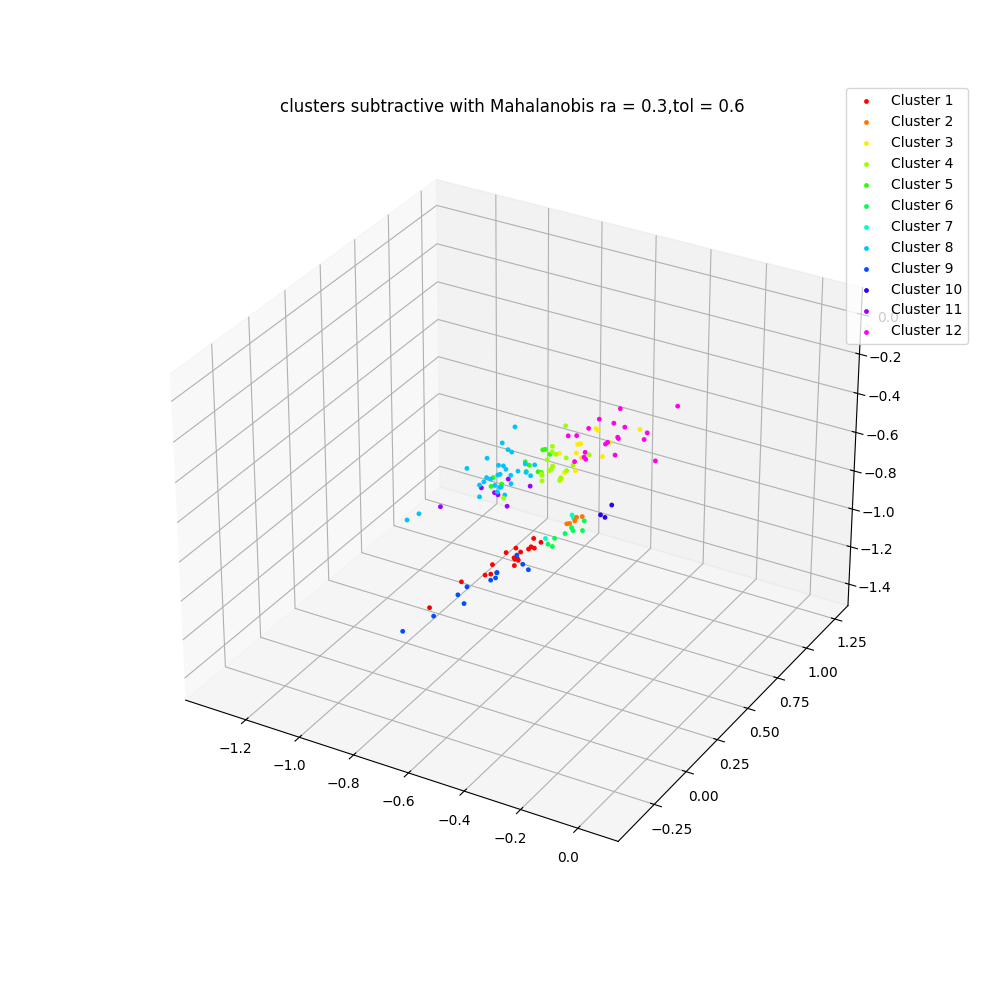 clusters subtractive with Mahalanobis ra = 0.3,tol = 0.6
Cluster 1
Cluster 2
Cluster 3
Cluster 4
Cluster 5
Cluster 6
Cluster 7
Cluster 8
Cluster 9
Cluster 10
Cluster 11
Cluster 12
0.0
−0.2
−0.4
−0.6
−0.8
−1.0
−1.2
−1.4
1.25
1.00
0.75
0.50
0.25
0.00
−0.25
−1.2
−1.0
−0.8
−0.6
−0.4
−0.2
0.0